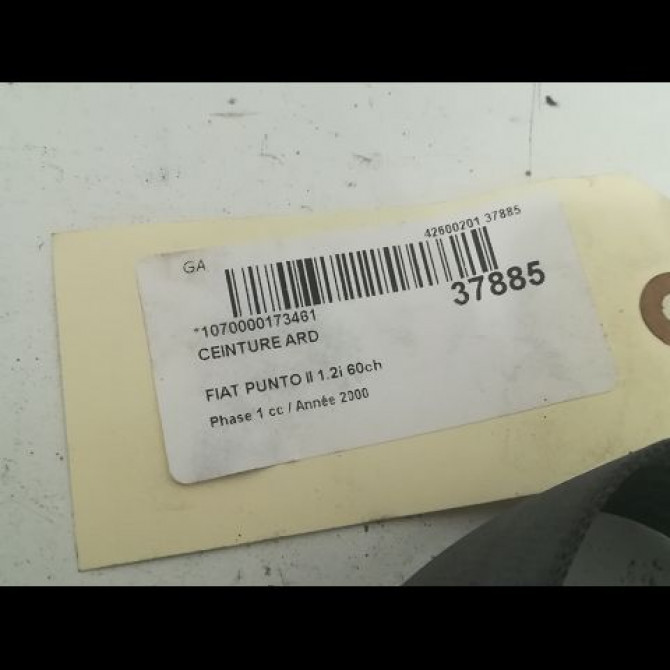 GA
42600201 37885
37885
*1070000173461
CEINTURE ARD
FIAT PUNTO II 1.2i 60ch
Phase 1 cc / Année 2000